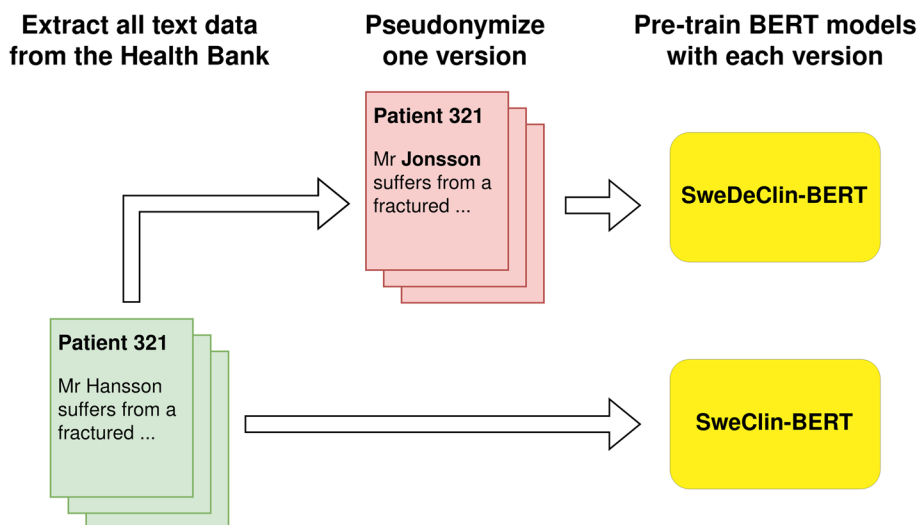 Extract all text data
from the Health Bank
Pseudonymize
one version
Pre-train BERT models
with each version
Patient 321
Mr Jonsson
suffers from a
fractured ...
SweDeClin-BERT
Patient 321
Mr Hansson
suffers from a
fractured ...
SweClin-BERT